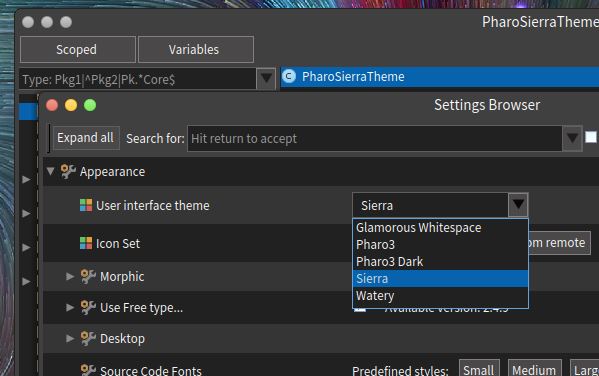 PharoSierraTheme
Scoped
Variables
Type: Pkg1|^Pkg2|Pk.*Core$
C PharoSierraTheme
Settings Browser
Expand all
Search for:
Hit return to accept
Appearance
User interface theme
Sierra
Glamorous Whitespace
Pharo3
Pharo3 Dark
Sierra
Watery
Icon Set
om remote
Morphic
Use Free type...
Available version: 2.4.9
Desktop
Source Code Fonts
Predefined styles:
Small
Medium
Large